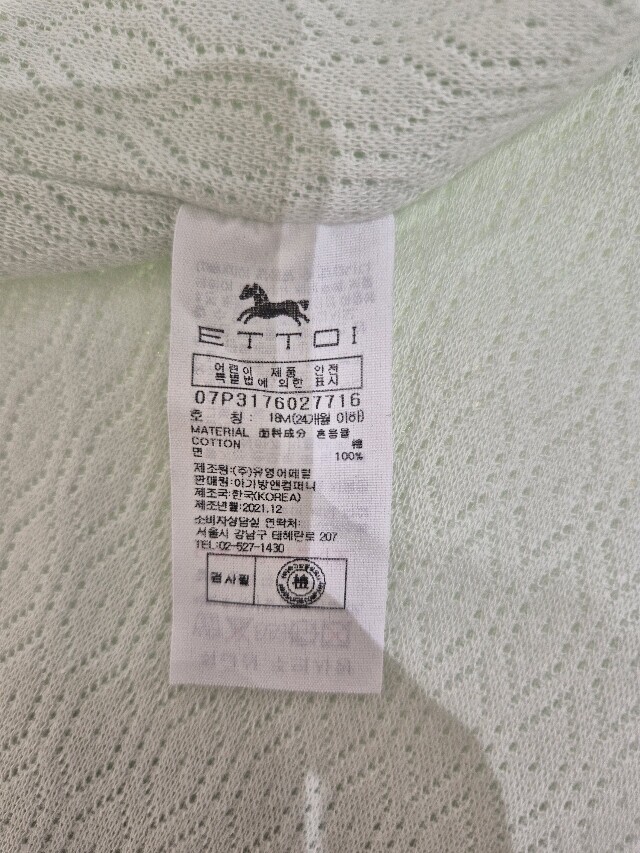 ETTOI
어린이 제품 안전
특별법에 의한 표시
07P3176027716
호 칭: 18M(24개월 이하)
MATERIAL 面料成分 혼용율
COTTON 棉
면 100%
제조원:(주)유영어패럴
판매원:아가방앤컴퍼니
제조국:한국(KOREA)
제조년월:2021.12
소비자상담실 연락처:
서울시 강남구 테헤란로 207
TEL:02-527-1430
검사필 檢